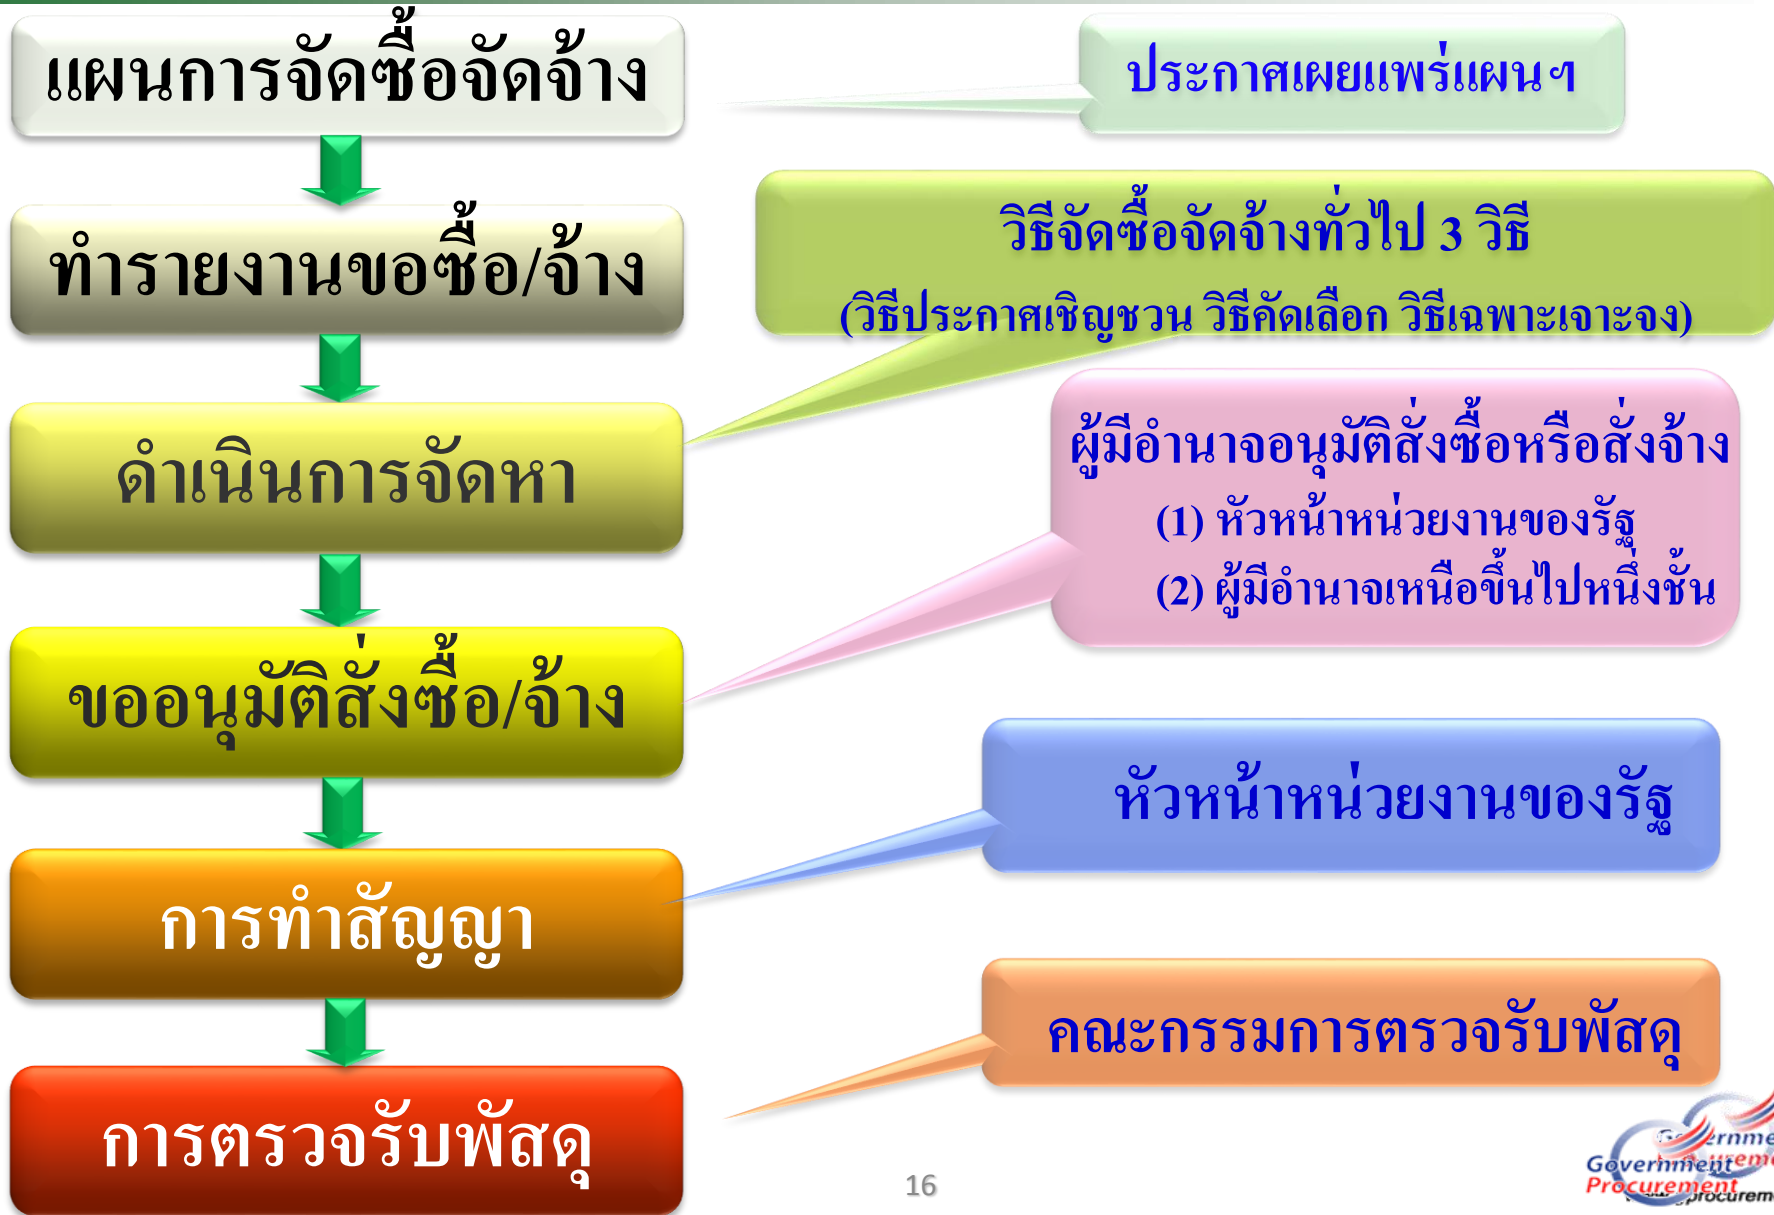 แผนการจัดซื้อจัดจ้าง
ประกาศเผยแพร่แผนฯ
ทำรายงานขอซื้อ/จ้าง
วิธีจัดซื้อจัดจ้างทั่วไป 3 วิธี
(วิธีประกาศเชิญชวน วิธีคัดเลือก วิธีเฉพาะเจาะจง)
ดำเนินการจัดหา
ผู้มีอำนาจอนุมัติสั่งซื้อหรือสั่งจ้าง
(1) หัวหน้าหน่วยงานของรัฐ
(2) ผู้มีอำนาจเหนือขึ้นไปหนึ่งชั้น
ขออนุมัติสั่งซื้อ/จ้าง
หัวหน้าหน่วยงานของรัฐ
การทำสัญญา
คณะกรรมการตรวจรับพัสดุ
การตรวจรับพัสดุ
16
Government
Procurement